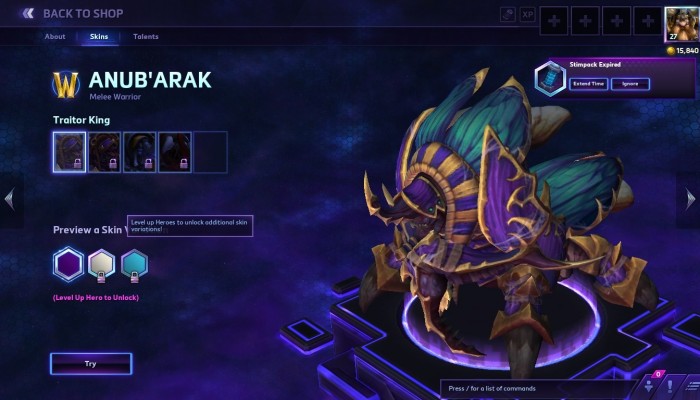 BACK TO SHOP
XP
27
15,840
About
Skins
Talents
Stimpack Expired
Extend Time
Ignore
W
ANUB'ARAK
Melee Warrior
Traitor King
Level up Heroes to unlock additional skin
variations!
Preview a Skin
(Level Up Hero to Unlock)
Try
0
Press / for a list of commands